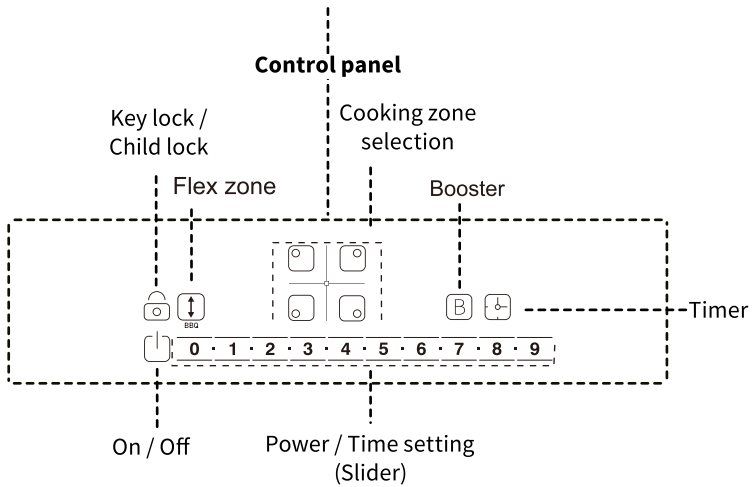 Control panel
Key lock /
Child lock
Cooking zone
selection
Flex zone
Booster
B
BBQ
Timer
0 · 1 · 2 · 3 · 4 · 5 · 6 · 7 · 8 · 9
On / Off
Power / Time setting
(Slider)